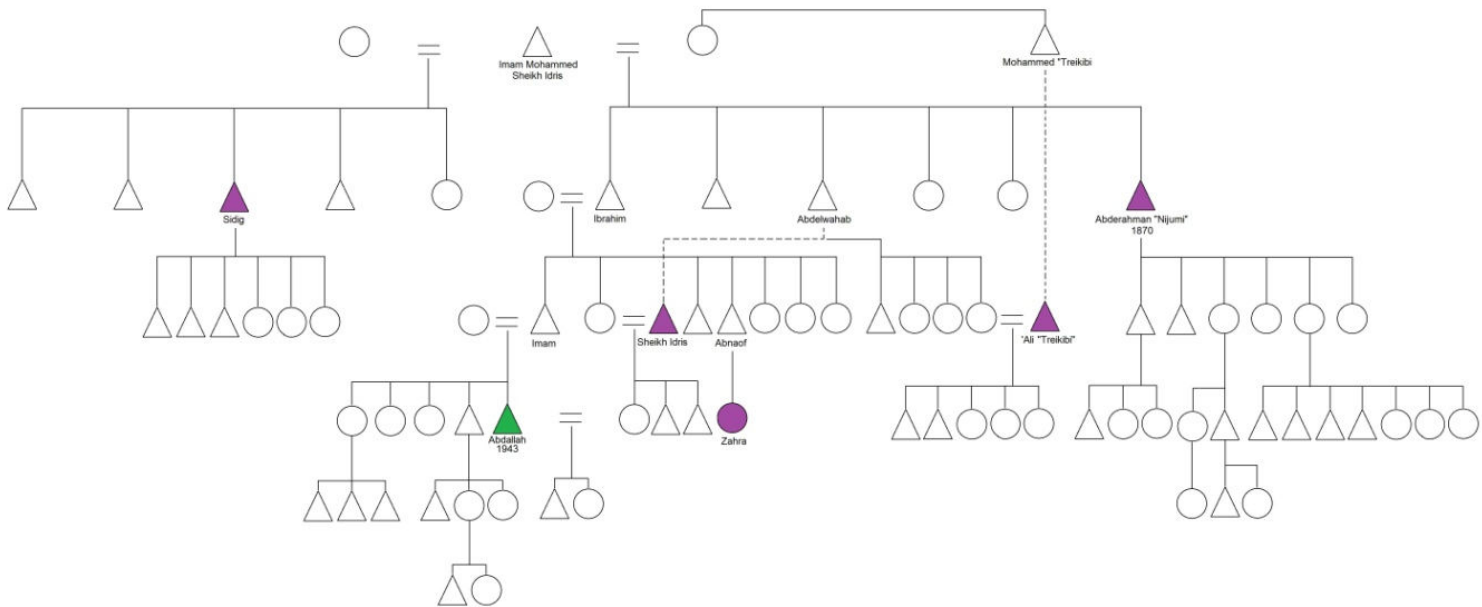 Imam Mohammed
Sheikh Idris
Mohammed "Treikibi
Sidig
Ibrahim
Abdelwahab
Abderahman "Nijumi"
1870
Imam
Sheikh Idris
Abnaof
"Ali "Treikibi"
Abdallah
1943
Zahra